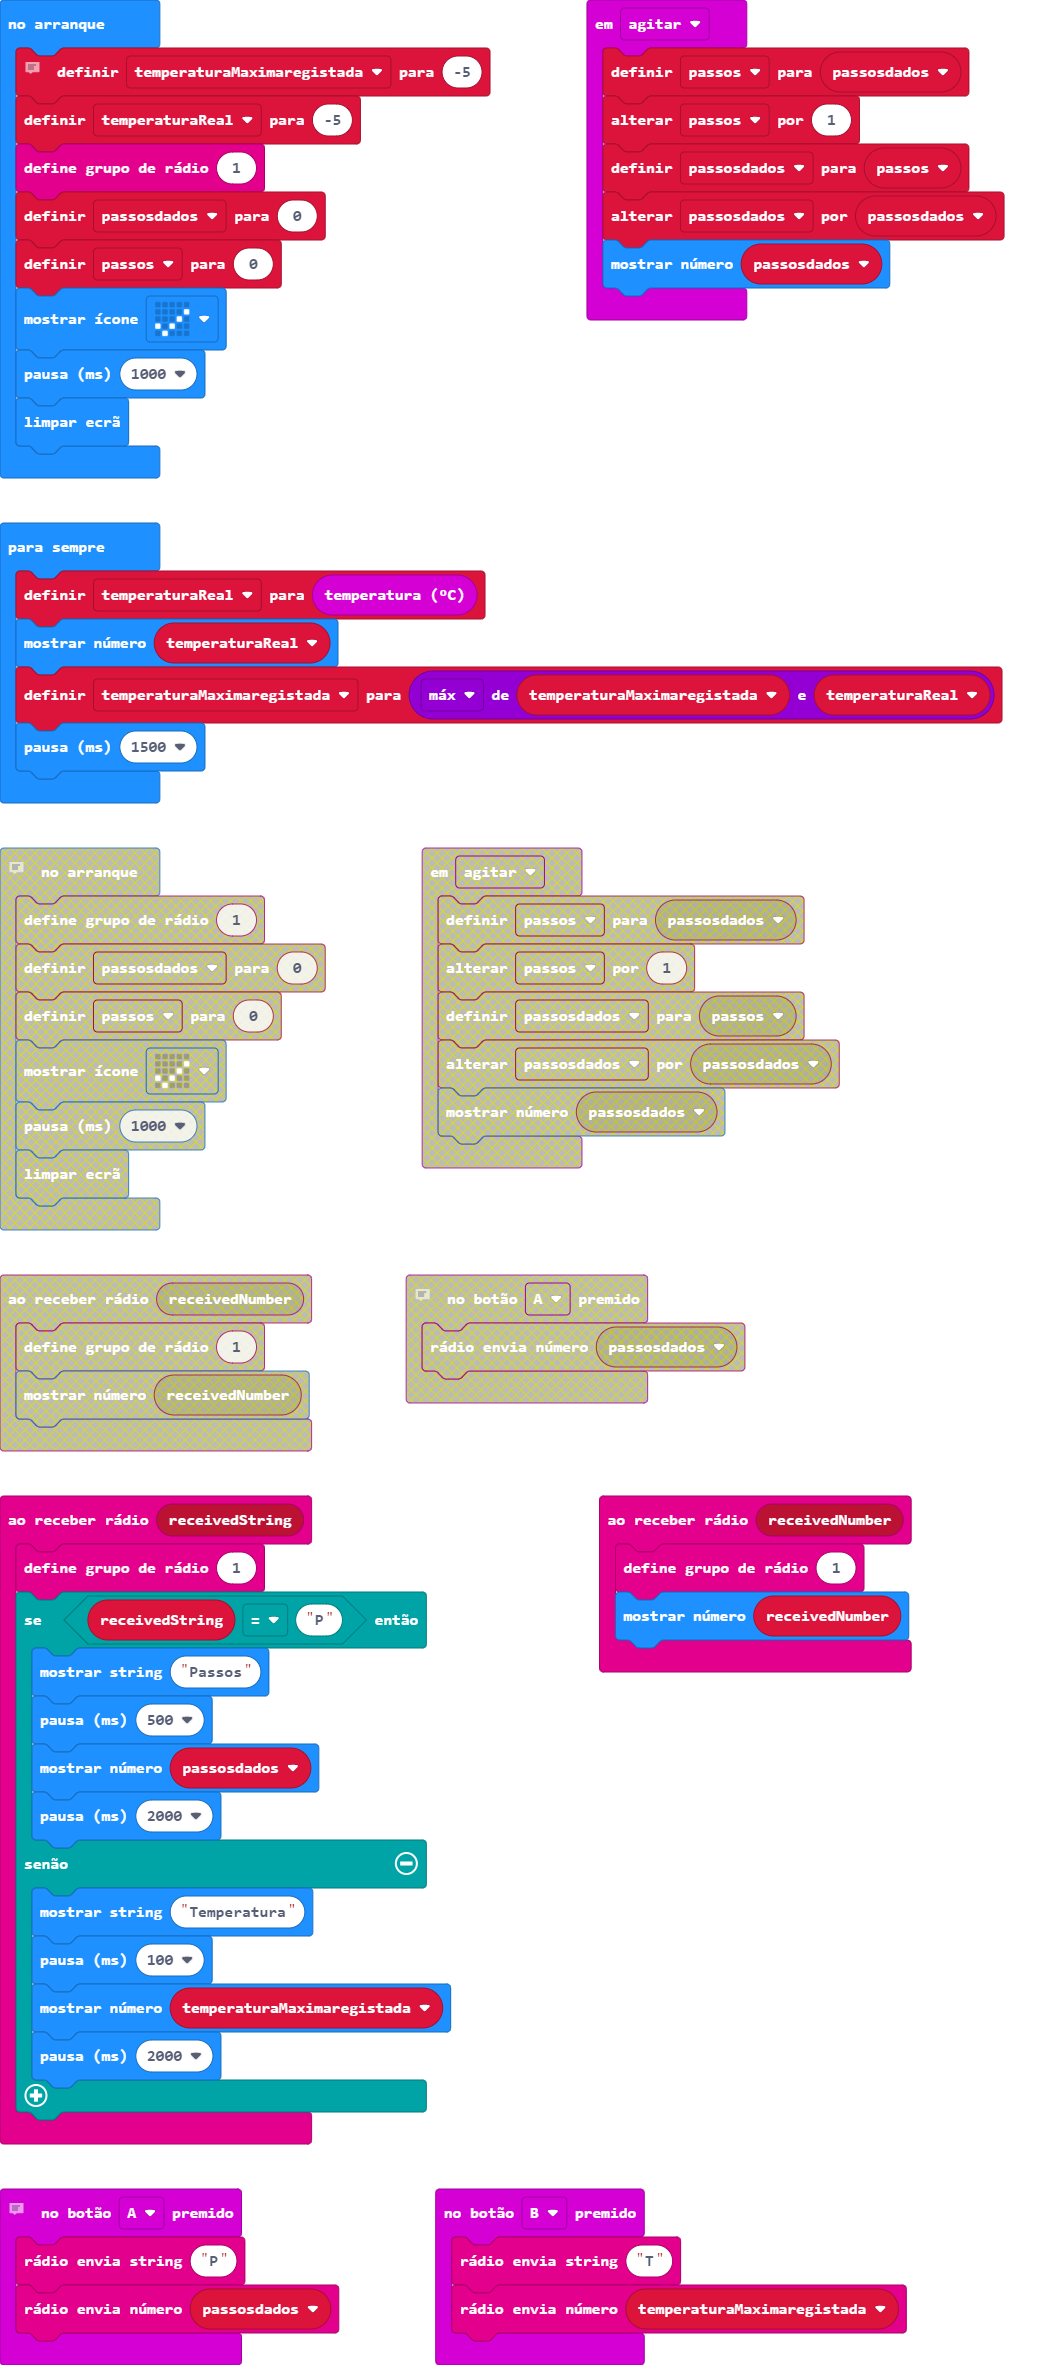 no arranque
definir temperaturaMaximaregistada para -5
definir temperaturaReal para -5
define grupo de rádio 1
definir passosdados para 0
definir passos para 0
mostrar ícone
pausa (ms) 1000
limpar ecrã
em agitar
definir passos para passosdados
alterar passos por 1
definir passosdados para passos
alterar passosdados por passosdados
mostrar número passosdados
para sempre
definir temperaturaReal para temperatura (ºC)
mostrar número temperaturaReal
definir temperaturaMaximaregistada para máx de temperaturaMaximaregistada e temperaturaReal
pausa (ms) 1500
no arranque
define grupo de rádio 1
definir passosdados para 0
definir passos para 0
mostrar ícone
pausa (ms) 1000
limpar ecrã
em agitar
definir passos para passosdados
alterar passos por 1
definir passosdados para passos
alterar passosdados por passosdados
mostrar número passosdados
ao receber rádio receivedNumber
define grupo de rádio 1
mostrar número receivedNumber
no botão A premido
rádio envia número passosdados
ao receber rádio receivedString
define grupo de rádio 1
se receivedString = "P" então
mostrar string "Passos"
pausa (ms) 500
mostrar número passosdados
pausa (ms) 2000
senão
mostrar string "Temperatura"
pausa (ms) 100
mostrar número temperaturaMaximaregistada
pausa (ms) 2000
ao receber rádio receivedNumber
define grupo de rádio 1
mostrar número receivedNumber
no botão A premido
rádio envia string "P"
rádio envia número passosdados
no botão B premido
rádio envia string "T"
rádio envia número temperaturaMaximaregistada